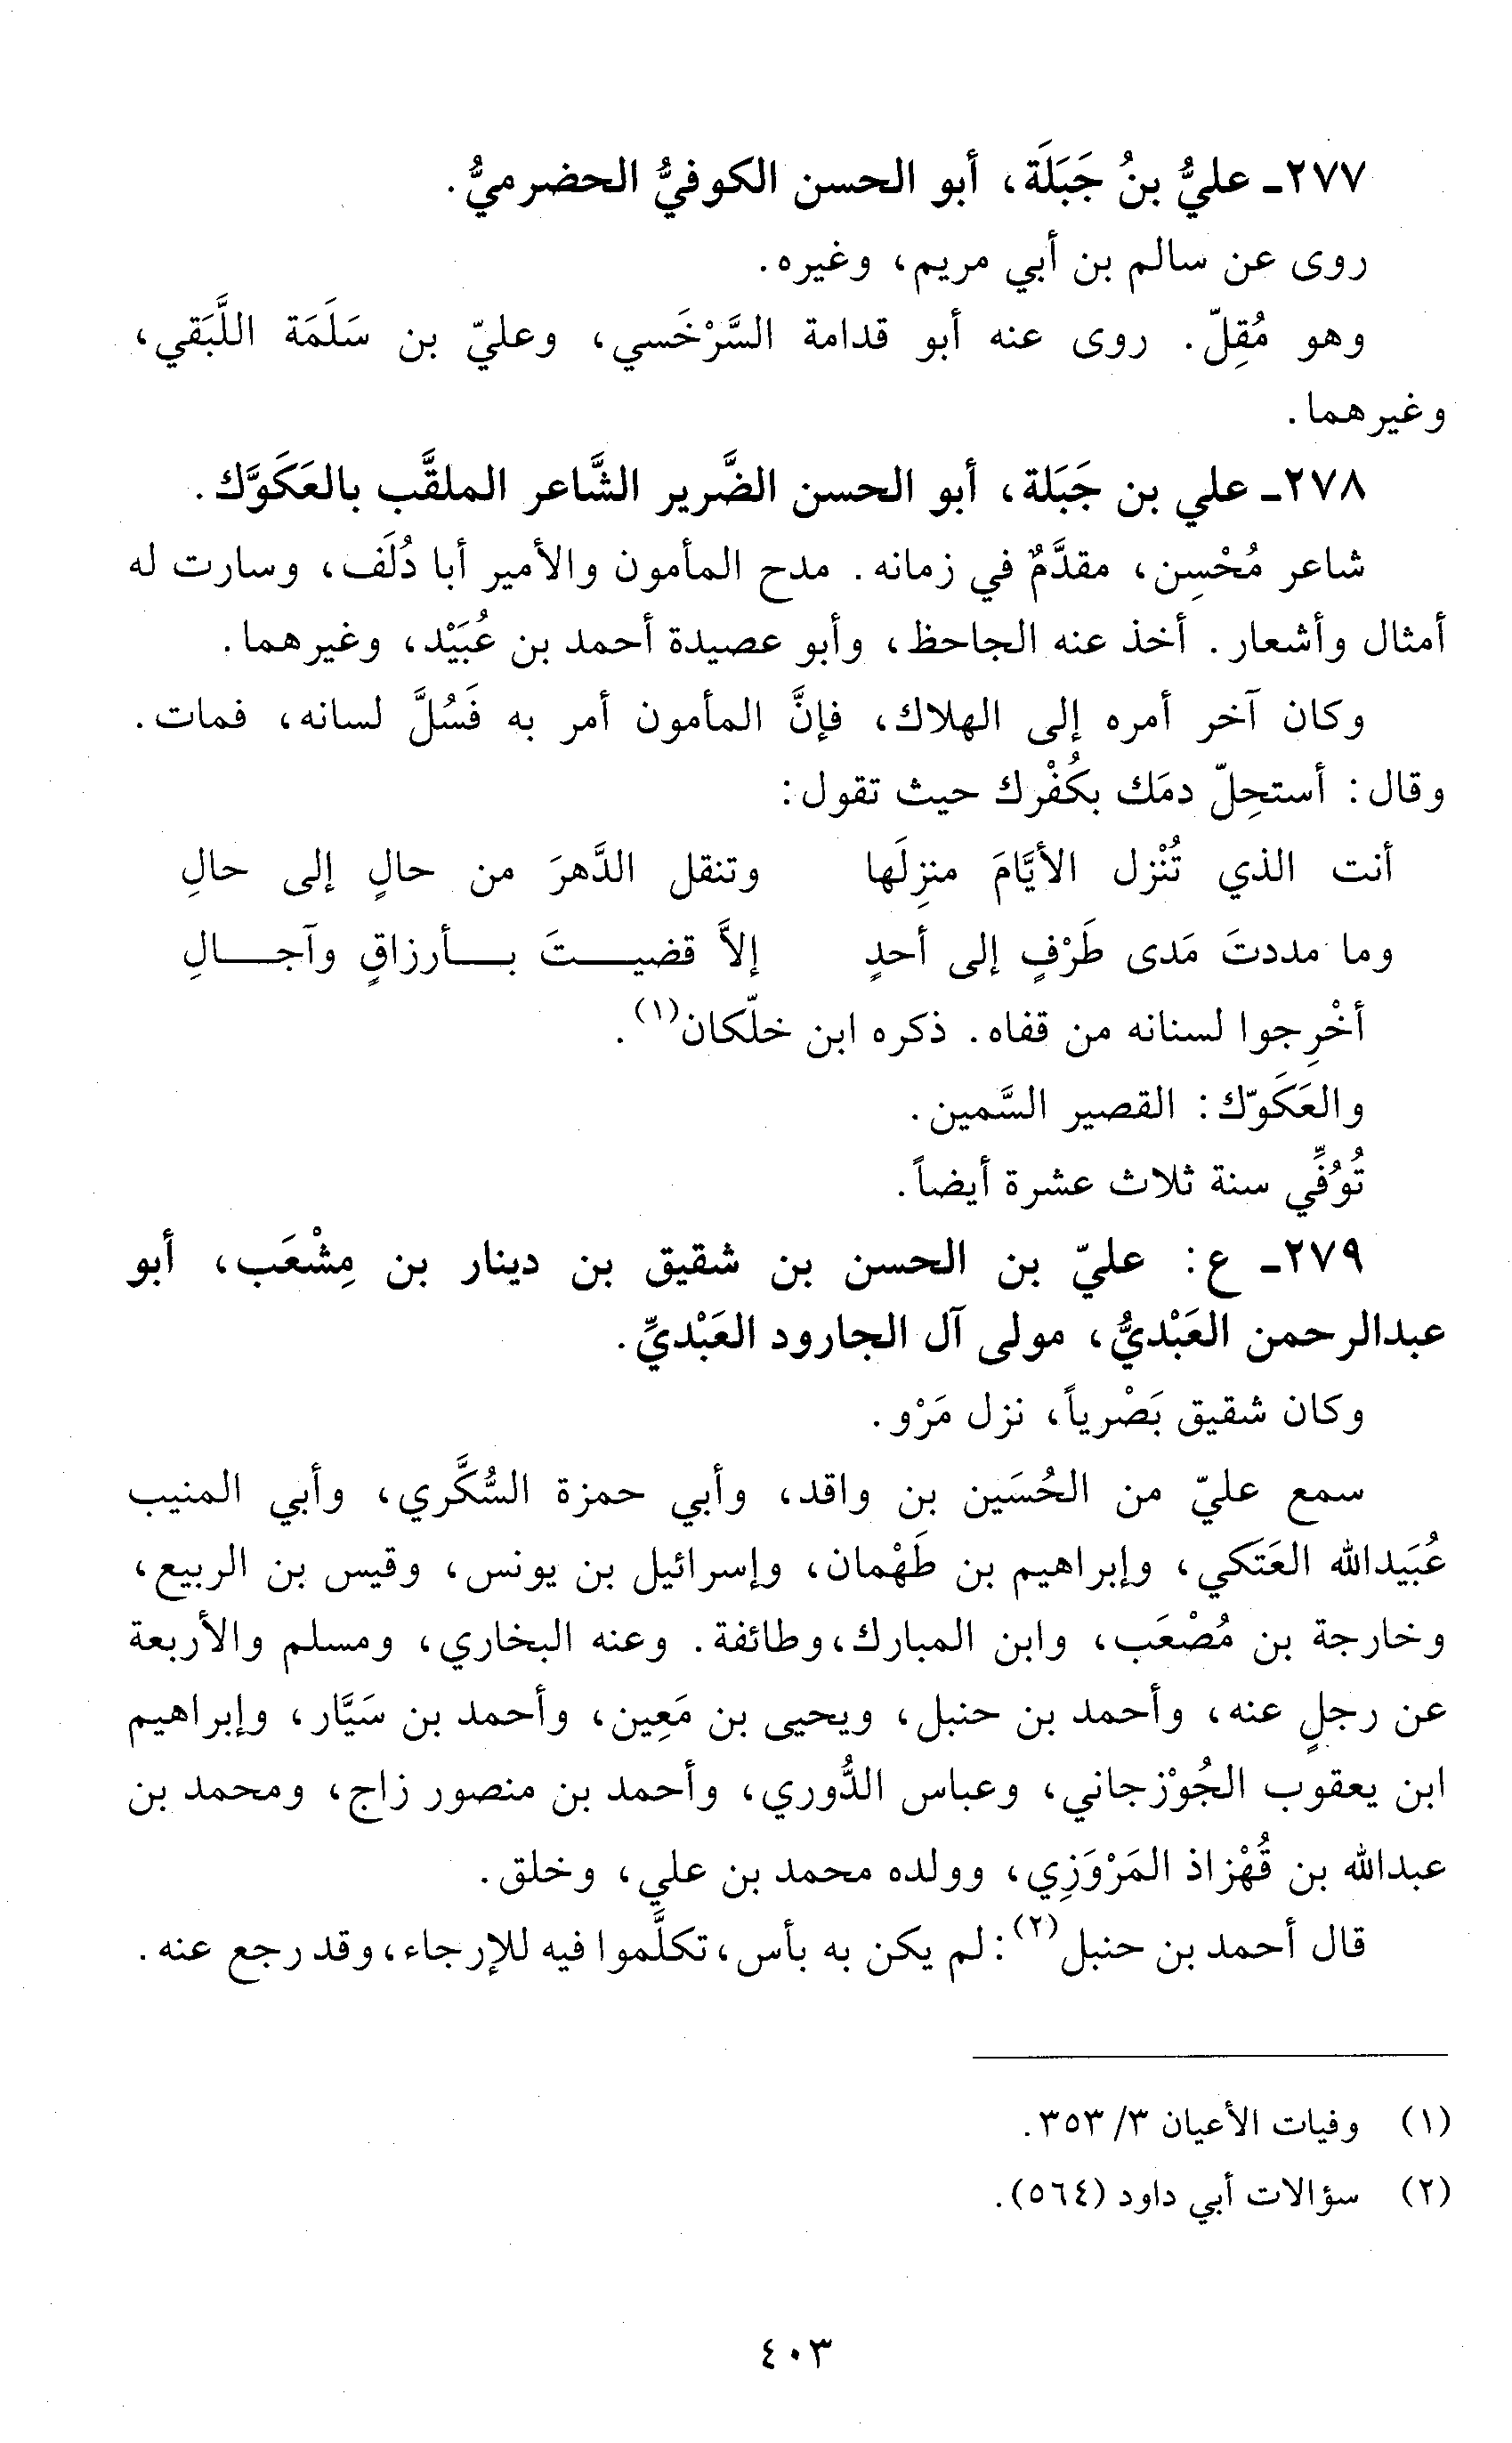 ٢٧٧ـ عليُّ بنُ جَبَلَة، أبو الحسن الكوفيُّ الحضرميُّ.
روى عن سالم بن أبي مريم، وغيره.
وهو مُقِلّ. روى عنه أبو قدامة السَّرْخَسي، وعليّ بن سَلَمَة اللَّبَقي،
وغيرهما.
٢٧٨ـ علي بن جَبَلة، أبو الحسن الضَّرير الشَّاعر الملقَّب بالعَكَوَّك.
شاعر مُحْسِن، مقدَّمٌ في زمانه. مدح المأمون والأمير أبا دُلَف، وسارت له
أمثال وأشعار. أخذ عنه الجاحظ، وأبو عصيدة أحمد بن عُبَيْد، وغيرهما.
وكان آخر أمره إلى الهلاك، فإنَّ المأمون أمر به فَسُلَّ لسانه، فمات.
وقال: أستحِلّ دمَك بكُفْرك حيث تقول:
أنت الذي تُنْزل الأيَّامَ منزِلَها وتنقل الدَّهرَ من حالٍ إلى حالِ
وما مددتَ مَدى طَرْفٍ إلى أحدٍ إلاَّ قضيـــتَ بـــأرزاقٍ وآجـــالِ
أخْرِجوا لسنانه من قفاه. ذكره ابن خلّكان(١).
والعَكَوّك: القصير السَّمين.
تُوُفِّي سنة ثلاث عشرة أيضاً.
٢٧٩ـ ع: عليّ بن الحسن بن شقيق بن دينار بن مِشْعَب، أبو
عبدالرحمن العَبْديُّ، مولى آل الجارود العَبْديِّ.
وكان شقيق بَصْرياً، نزل مَرْو.
سمع عليّ من الحُسَين بن واقد، وأبي حمزة السُّكَّري، وأبي المنيب
عُبَيدالله العَتَكي، وإبراهيم بن طَهْمان، وإسرائيل بن يونس، وقيس بن الربيع،
وخارجة بن مُصْعَب، وابن المبارك، وطائفة. وعنه البخاري، ومسلم والأربعة
عن رجلٍ عنه، وأحمد بن حنبل، ويحيى بن مَعِين، وأحمد بن سَيَّار، وإبراهيم
ابن يعقوب الجُوْزجاني، وعباس الدُّوري، وأحمد بن منصور زاج، ومحمد بن
عبدالله بن قُهْزاذ المَرْوَزِي، وولده محمد بن علي، وخلق.
قال أحمد بن حنبل(٢): لم يكن به بأس، تكلَّموا فيه للإرجاء، وقد رجع عنه.
(١) وفيات الأعيان ٣/ ٣٥٣.
(٢) سؤالات أبي داود (٥٦٤).
٤٠٣